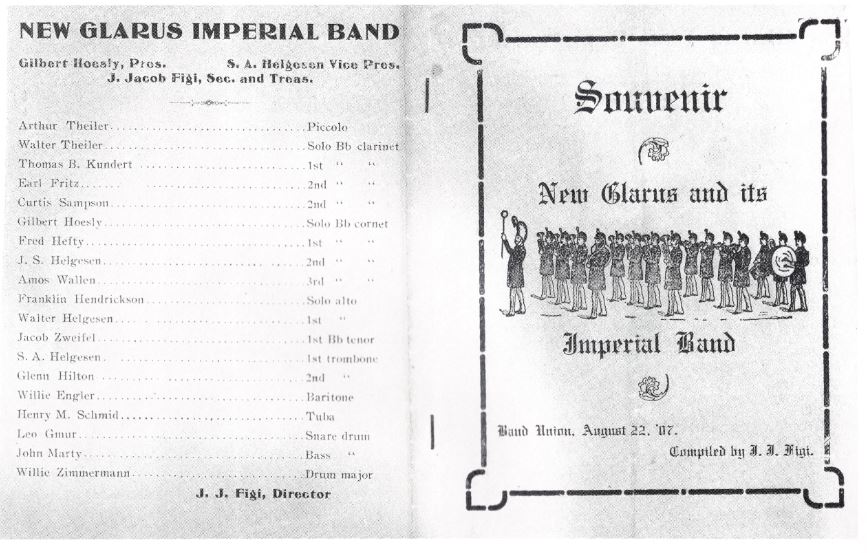 NEW GLARUS IMPERIAL BAND
Gilbert Hoesly, Pres. S. A. Helgesen Vice Pres.
J. Jacob Figi, Sec. and Treas.
Arthur Theiler..............................Piccolo
Walter Theiler..............................Solo Bb clarinet
Thomas B. Kundert ..............................1st " "
Earl Fritz..............................2nd " "
Curtis Sampson..............................2nd " "
Gilbert Hoesly..............................Solo Bb cornet
Fred Hefty..............................1st " "
J. S. Helgesen..............................2nd " "
Amos Wallen..............................3rd " "
Franklin Hendrickson..............................Solo alto
Walter Helgesen..............................1st "
Jacob Zweifel..............................1st Bb tenor
S. A. Helgesen..............................1st trombone
Glenn Hilton ..............................2nd "
Willie Engler..............................Baritone
Henry M. Schmid..............................Tuba
Leo Gmur..............................Snare drum
John Marty..............................Bass "
Willie Zimmermann..............................Drum major
J. J. Figi, Director
Souvenir
New Glarus and its
Imperial Band
Band Union, August 22, '07.
Compiled by J. J. Figi.